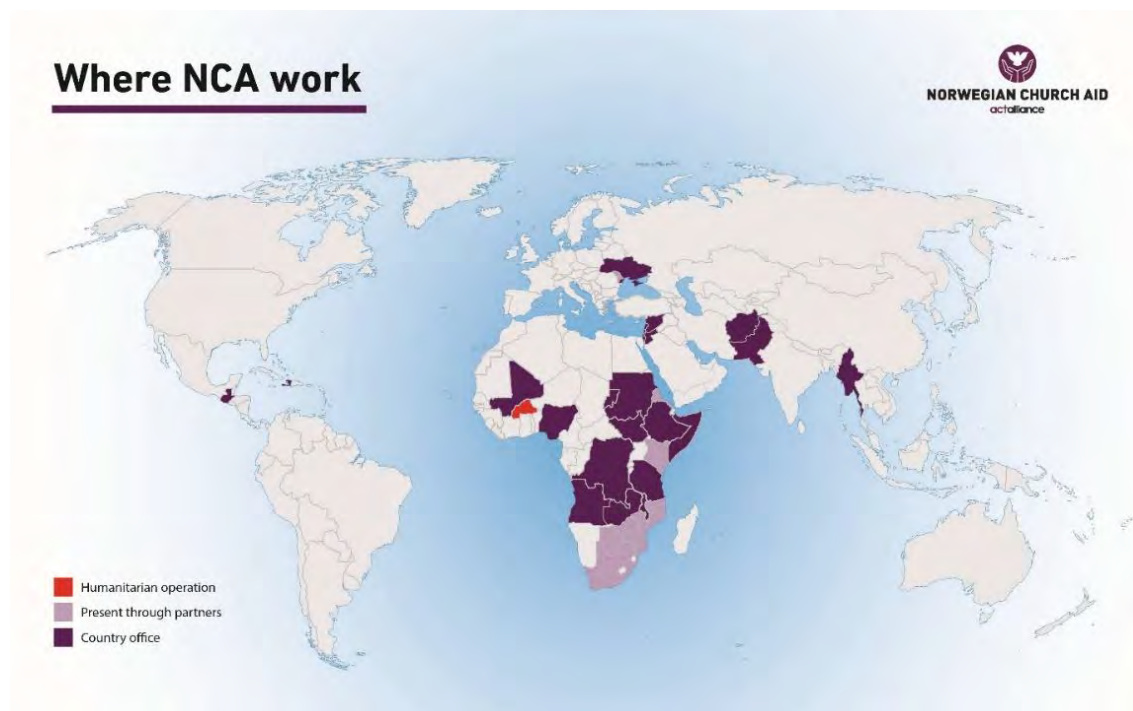 Where NCA work
NORWEGIAN CHURCH AID
actalliance
Humanitarian operation
Present through partners
Country office